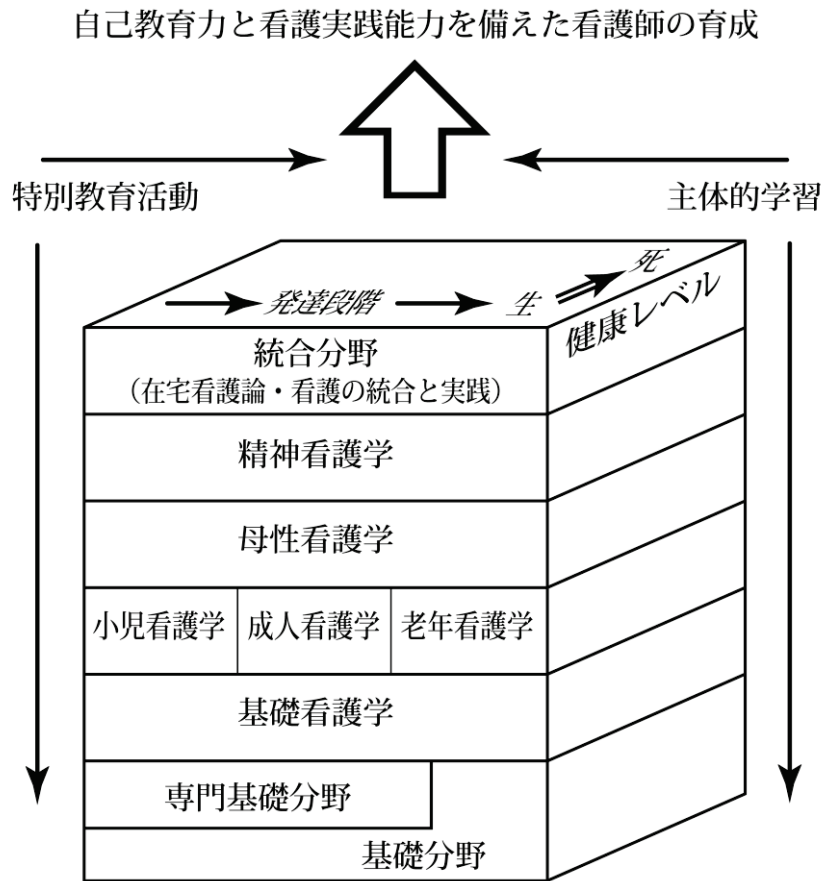 自己教育力と看護実践能力を備えた看護師の育成
特別教育活動
主体的学習
発達段階
生
死
健康レベル
統合分野
（在宅看護論・看護の統合と実践）
精神看護学
母性看護学
小児看護学
成人看護学
老年看護学
基礎看護学
専門基礎分野
基礎分野